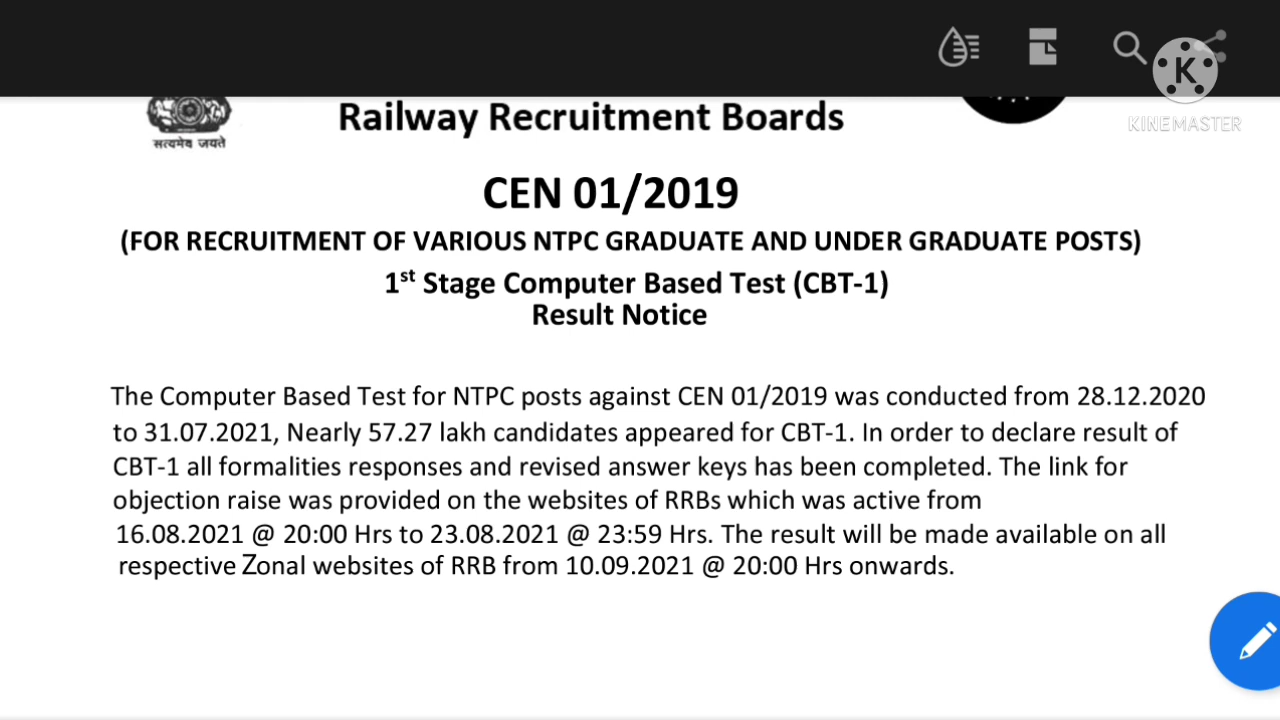 K
KINEMASTER
सत्यमेव जयते
Railway Recruitment Boards
CEN 01/2019
(FOR RECRUITMENT OF VARIOUS NTPC GRADUATE AND UNDER GRADUATE POSTS)
1st Stage Computer Based Test (CBT-1)
Result Notice
The Computer Based Test for NTPC posts against CEN 01/2019 was conducted from 28.12.2020
to 31.07.2021, Nearly 57.27 lakh candidates appeared for CBT-1. In order to declare result of
CBT-1 all formalities responses and revised answer keys has been completed. The link for
objection raise was provided on the websites of RRBs which was active from
16.08.2021 @ 20:00 Hrs to 23.08.2021 @ 23:59 Hrs. The result will be made available on all
respective Zonal websites of RRB from 10.09.2021 @ 20:00 Hrs onwards.